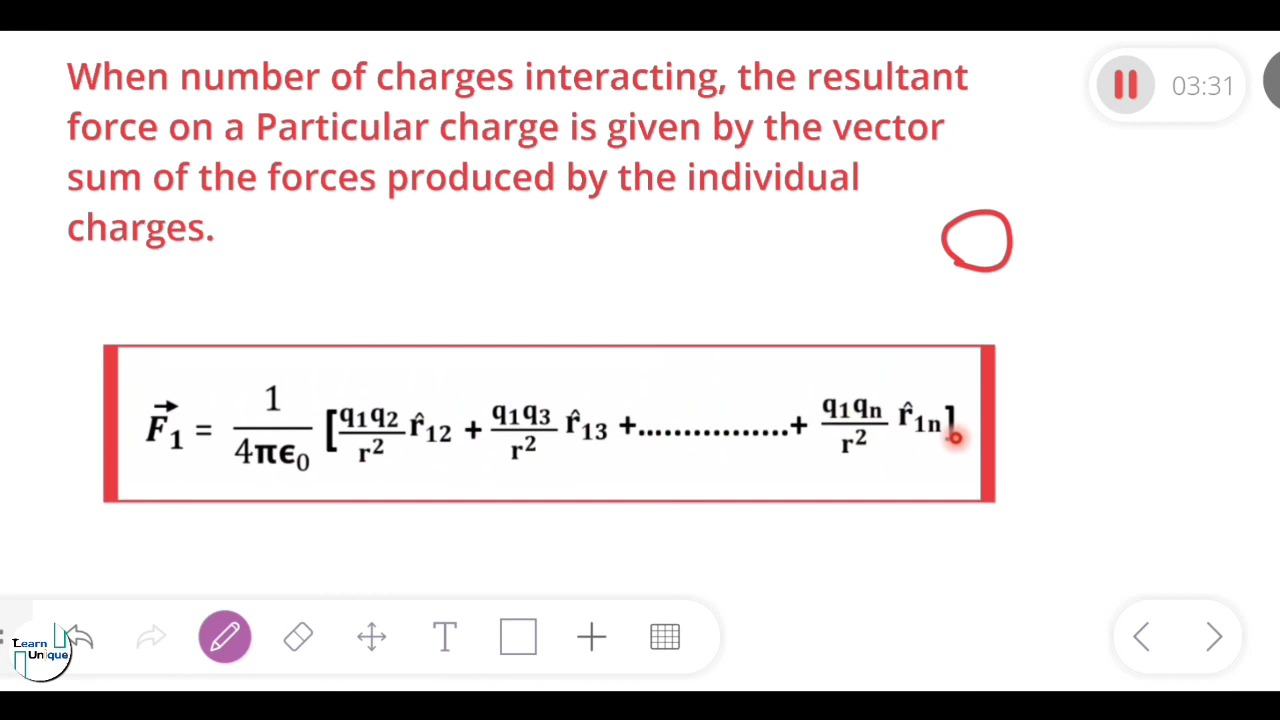 When number of charges interacting, the resultant
force on a Particular charge is given by the vector
sum of the forces produced by the individual
charges.
03:31
F⃗₁ = 1/4πϵ₀ [q₁q₂/r² r̂₁₂ + q₁q₃/r² r̂₁₃ +................+ q₁qₙ/r² r̂₁ₙ]
T
Learn
Unique